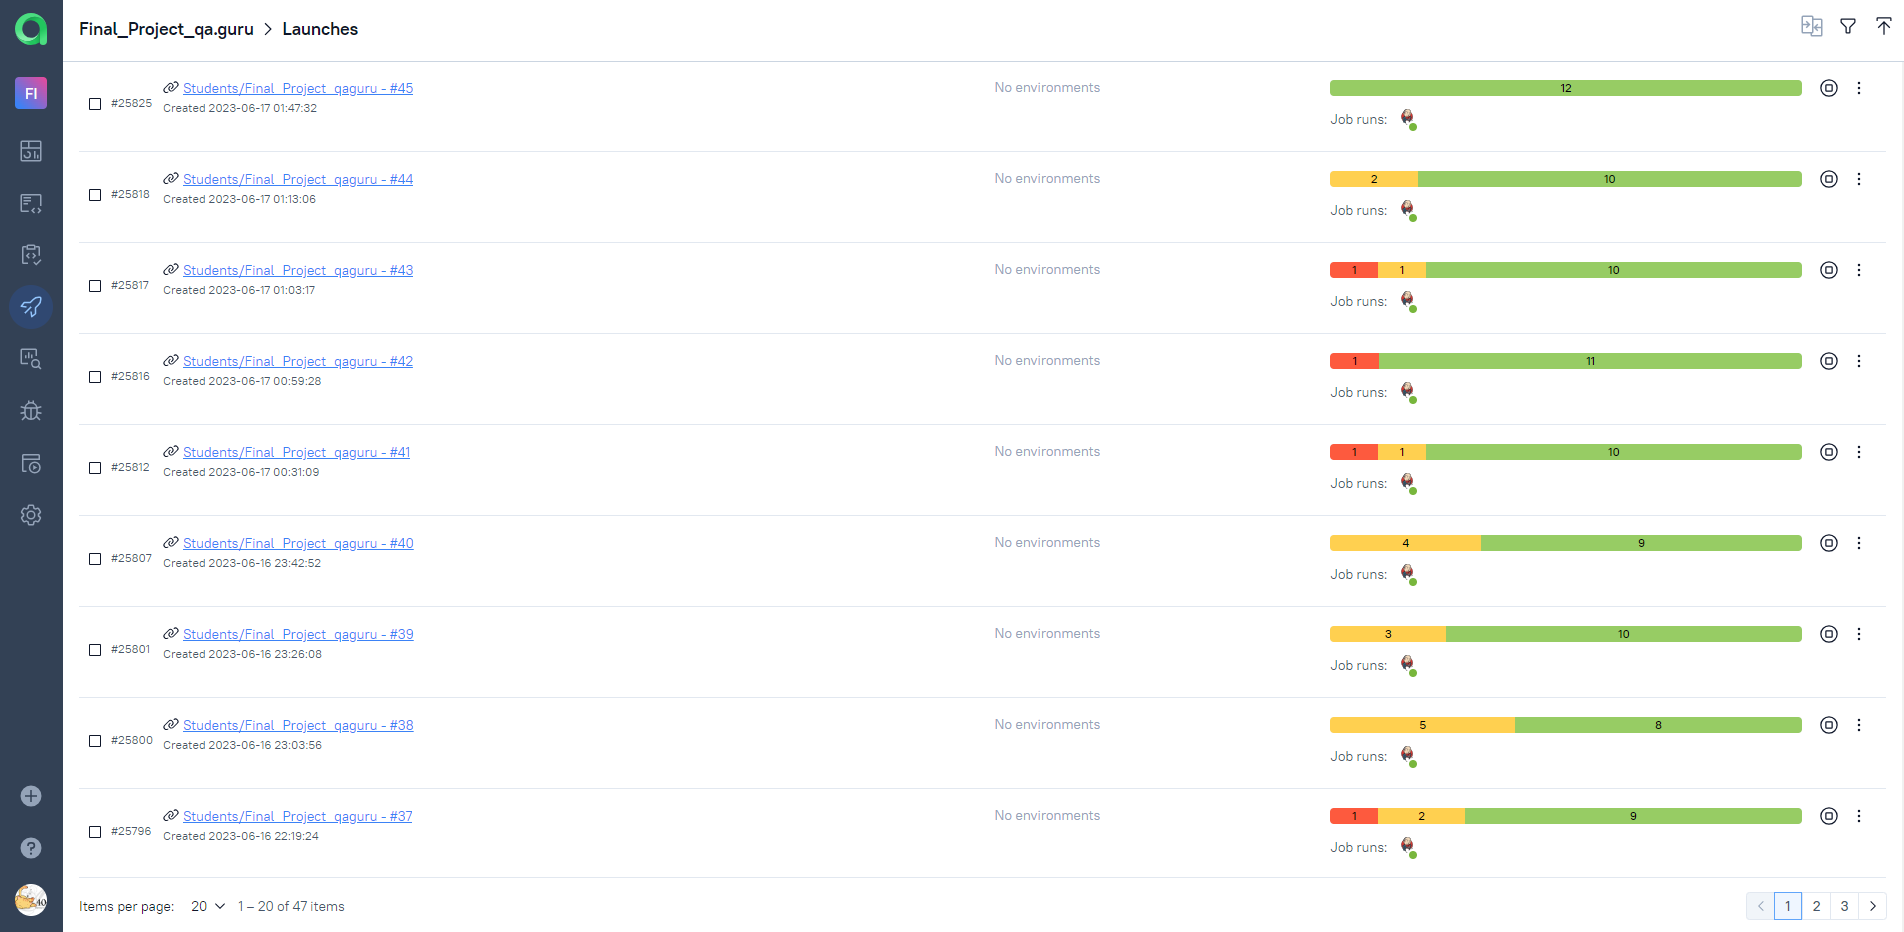 Final_Project_qa.guru > Launches
FI
#25825
Students/Final_Project_qaguru - #45
Created 2023-06-17 01:47:32
No environments
12
Job runs:
#25818
Students/Final_Project_qaguru - #44
Created 2023-06-17 01:13:06
No environments
2 10
Job runs:
#25817
Students/Final_Project_qaguru - #43
Created 2023-06-17 01:03:17
No environments
1 1 10
Job runs:
#25816
Students/Final_Project_qaguru - #42
Created 2023-06-17 00:59:28
No environments
1 11
Job runs:
#25812
Students/Final_Project_qaguru - #41
Created 2023-06-17 00:31:09
No environments
1 1 10
Job runs:
#25807
Students/Final_Project_qaguru - #40
Created 2023-06-16 23:42:52
No environments
4 9
Job runs:
#25801
Students/Final_Project_qaguru - #39
Created 2023-06-16 23:26:08
No environments
3 10
Job runs:
#25800
Students/Final_Project_qaguru - #38
Created 2023-06-16 23:03:56
No environments
5 8
Job runs:
#25796
Students/Final_Project_qaguru - #37
Created 2023-06-16 22:19:24
No environments
1 2 9
Job runs:
Items per page: 20 1 – 20 of 47 items
< 1 2 3 >